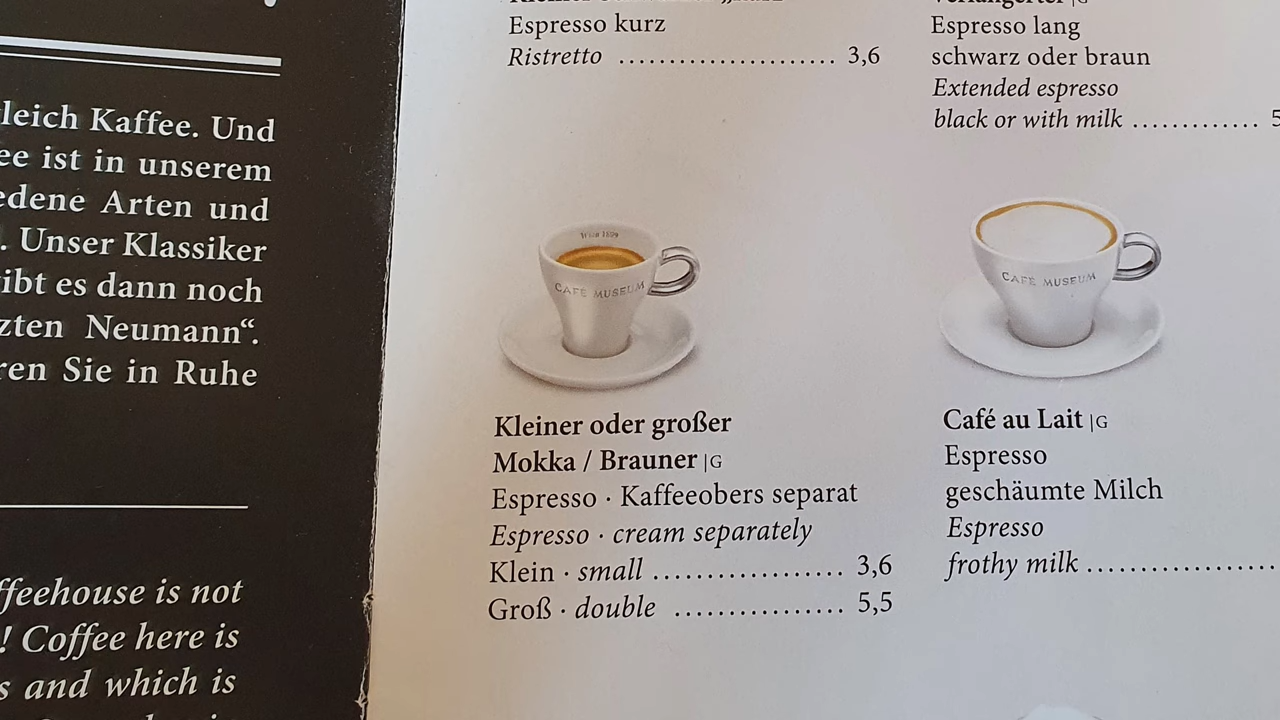 leich Kaffee. Und
ee ist in unserem
edene Arten und
. Unser Klassiker
ibt es dann noch
zten Neumann“.
ren Sie in Ruhe
ffeehouse is not
! Coffee here is
s and which is
Espresso kurz
Ristretto ..................... 3,6
Verlängerter |G
Espresso lang
schwarz oder braun
Extended espresso
black or with milk ............. 5
CAFÉ MUSEUM
Kleiner oder großer
Mokka / Brauner |G
Espresso · Kaffeeobers separat
Espresso · cream separately
Klein · small .................. 3,6
Groß · double ................ 5,5
CAFÉ MUSEUM
Café au Lait |G
Espresso
geschäumte Milch
Espresso
frothy milk ..................